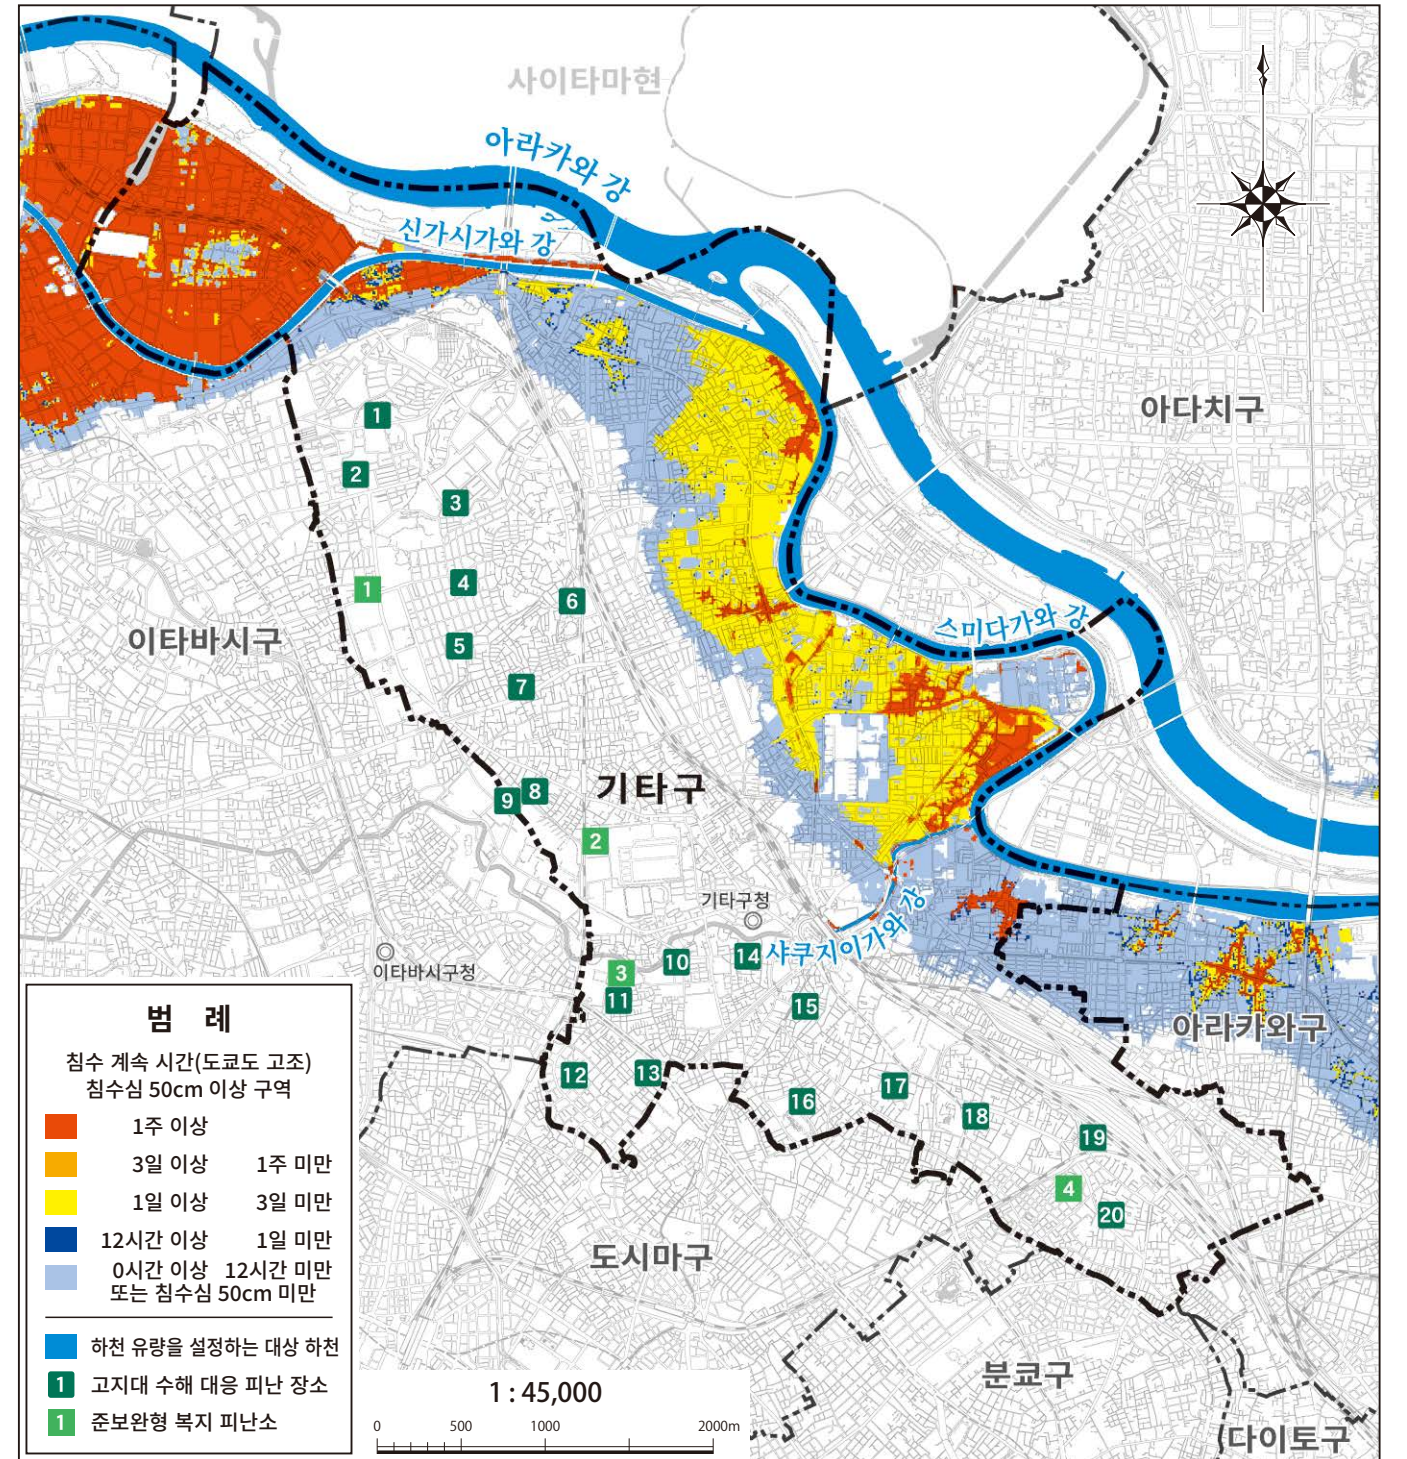 사이타마현
아라카와 강
신가시가와 강
아다치구
1
2
3
1
4
6
스미다가와 강
이타바시구
5
7
기타구
8
9
2
기타구청
이타바시구청
3
10
14
샤쿠지이가와 강
11
15
아라카와구
12
13
16
17
18
19
4
20
도시마구
분쿄구
다이토구
범 례
침수 계속 시간(도쿄도 고조)
침수심 50cm 이상 구역
1주 이상
3일 이상 1주 미만
1일 이상 3일 미만
12시간 이상 1일 미만
0시간 이상 12시간 미만
또는 침수심 50cm 미만
하천 유량을 설정하는 대상 하천
1 고지대 수해 대응 피난 장소
1 준보완형 복지 피난소
1 : 45,000
0 500 1000 2000m